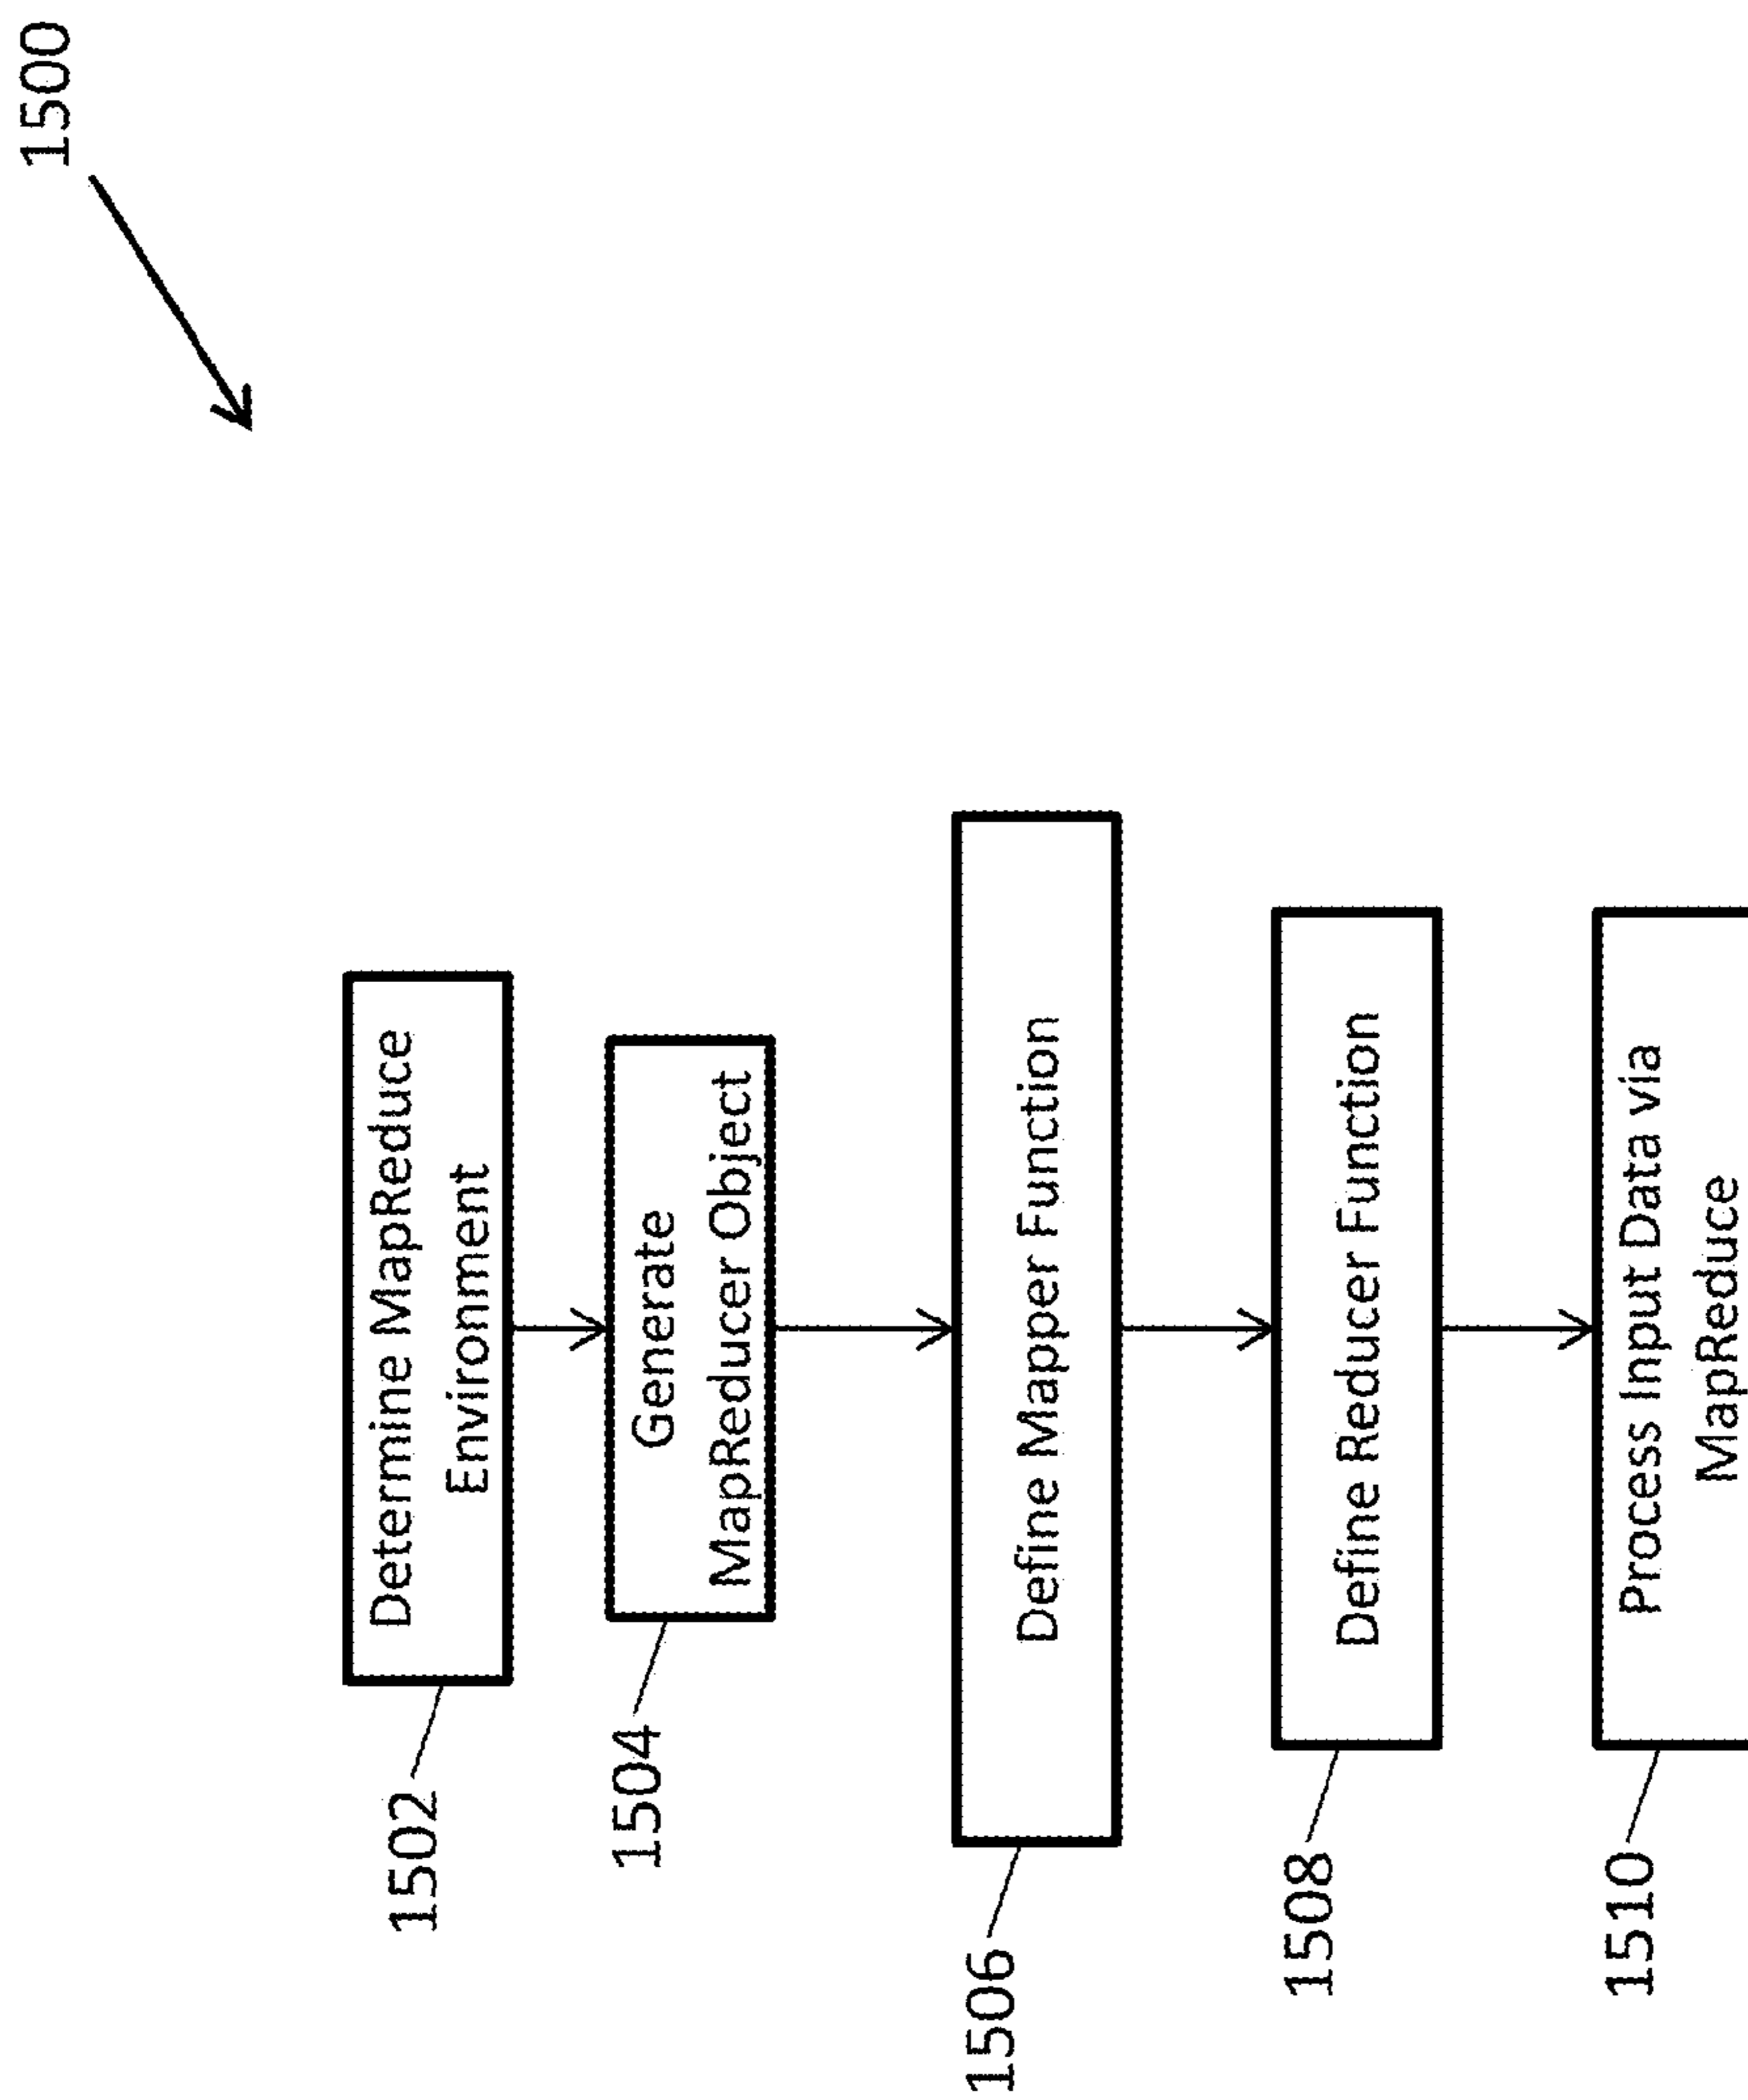 1500
1502
Determine MapReduce
Environment
1504
Generate
MapReducer Object
1506
Define Mapper Function
1508
Define Reducer Function
1510
Process Input Data via
MapReduce